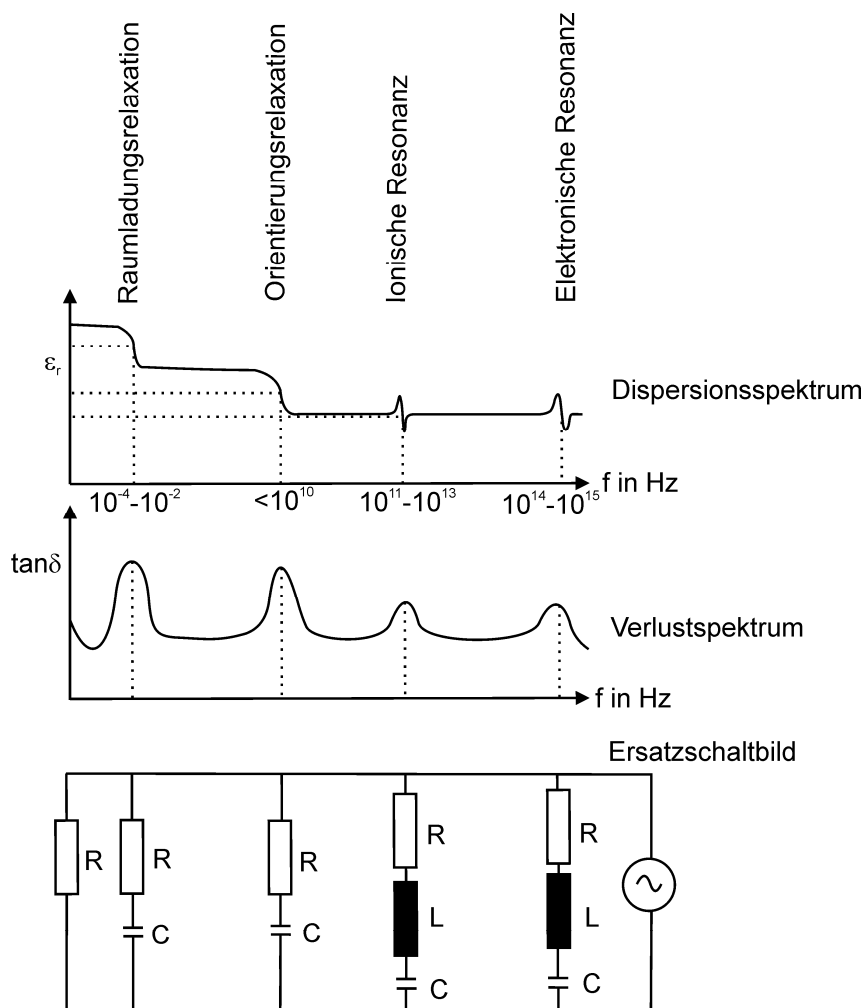 Raumladungsrelaxation
Orientierungsrelaxation
Ionische Resonanz
Elektronische Resonanz
εr
Dispersionsspektrum
10⁻⁴-10⁻²
<10¹⁰
10¹¹-10¹³
10¹⁴-10¹⁵
f in Hz
tanδ
Verlustspektrum
f in Hz
Ersatzschaltbild
R
R
R
R
R
C
C
L
L
C
C